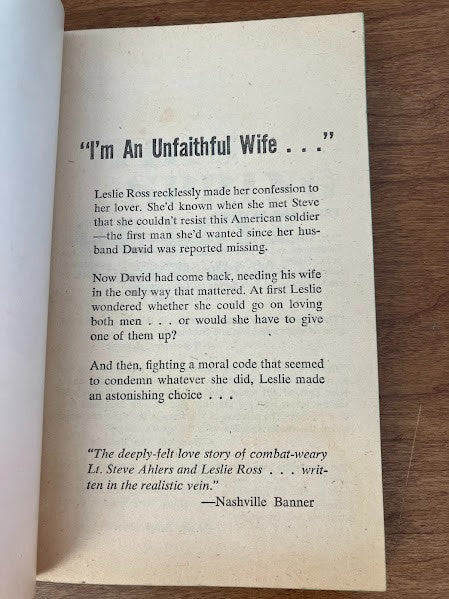 "I'm An Unfaithful Wife . . ."
Leslie Ross recklessly made her confession to
her lover. She'd known when she met Steve
that she couldn't resist this American soldier
—the first man she'd wanted since her hus-
band David was reported missing.
Now David had come back, needing his wife
in the only way that mattered. At first Leslie
wondered whether she could go on loving
both men . . . or would she have to give
one of them up?
And then, fighting a moral code that seemed
to condemn whatever she did, Leslie made
an astonishing choice . . .
"The deeply-felt love story of combat-weary
Lt. Steve Ahlers and Leslie Ross . . . writ-
ten in the realistic vein."
—Nashville Banner